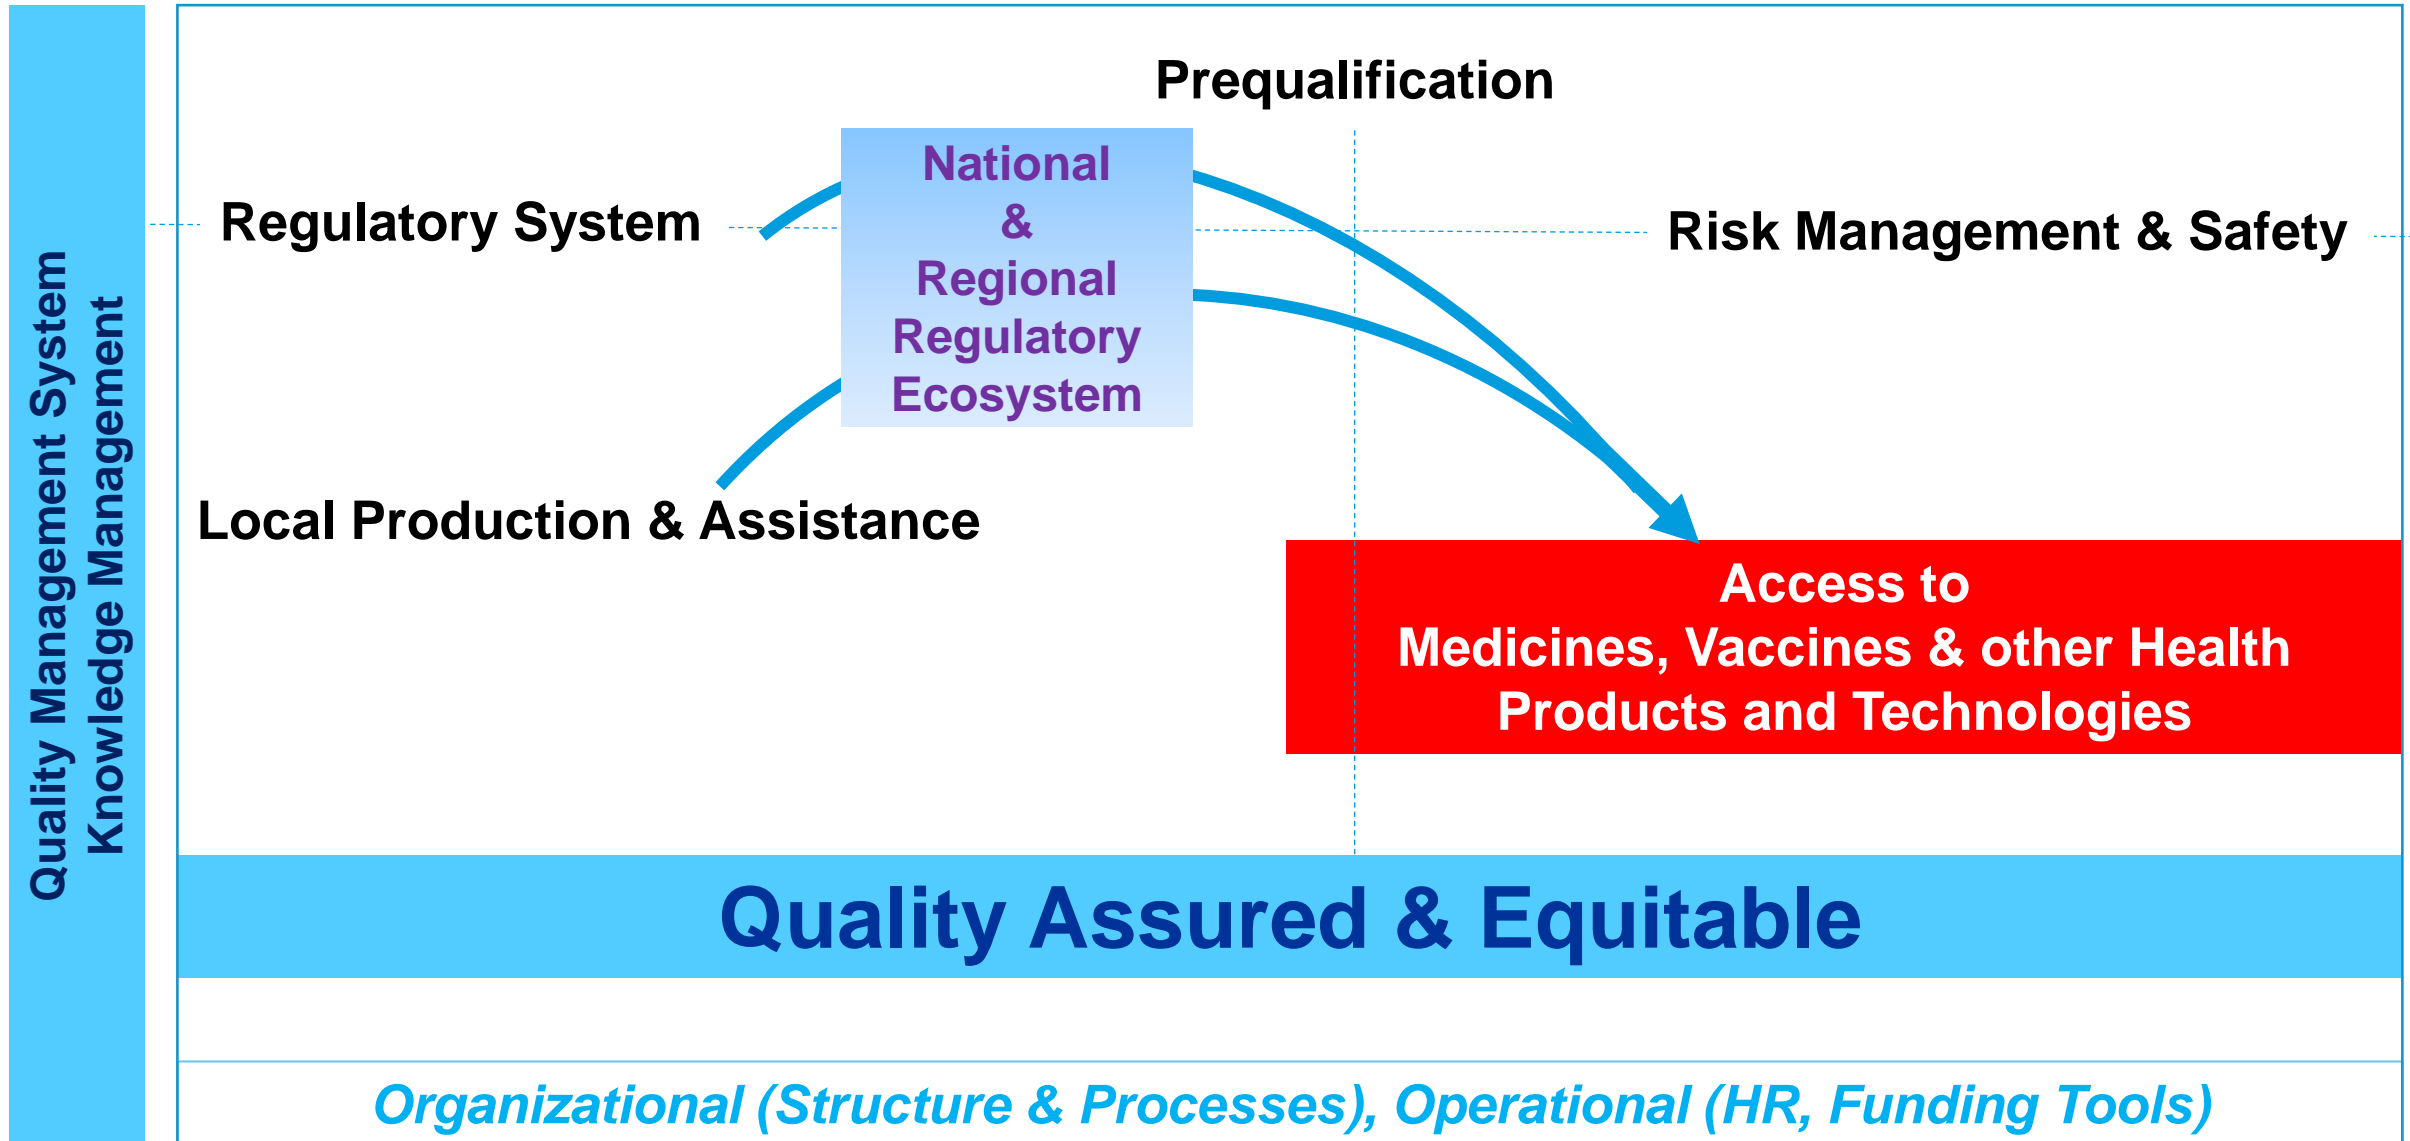 Quality Management System
Knowledge Management
Prequalification
National
&
Regional
Regulatory
Ecosystem
Regulatory System
Risk Management & Safety
Local Production & Assistance
Access to
Medicines, Vaccines & other Health
Products and Technologies
Quality Assured & Equitable
Organizational (Structure & Processes), Operational (HR, Funding Tools)